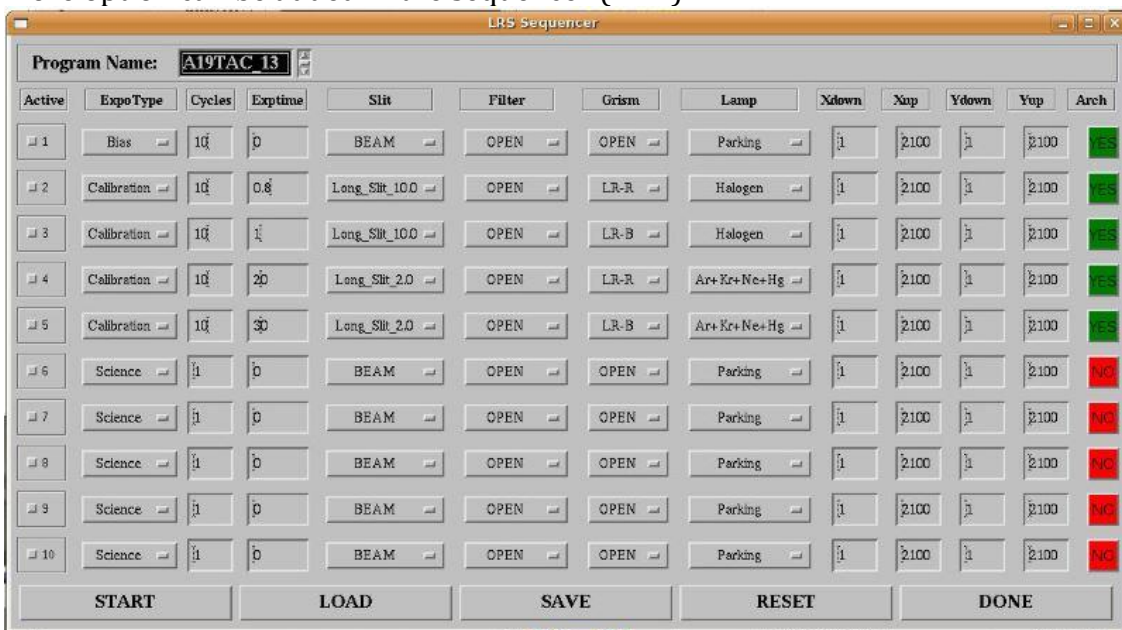 LRS Sequencer
Program Name: A19TAC_13
Active ExpoType Cycles Exptime Slit Filter Grism Lamp Xdown Xup Ydown Yup Arch
1 Bias 10 0 BEAM OPEN OPEN Parking 1 2100 1 2100 YES
2 Calibration 10 0.8 Long_Slit_10.0 OPEN LR-R Halogen 1 2100 1 2100 YES
3 Calibration 10 1 Long_Slit_10.0 OPEN LR-B Halogen 1 2100 1 2100 YES
4 Calibration 10 20 Long_Slit_2.0 OPEN LR-R Ar+Kr+Ne+Hg 1 2100 1 2100 YES
5 Calibration 10 30 Long_Slit_2.0 OPEN LR-B Ar+Kr+Ne+Hg 1 2100 1 2100 YES
6 Science 1 0 BEAM OPEN OPEN Parking 1 2100 1 2100 NO
7 Science 1 0 BEAM OPEN OPEN Parking 1 2100 1 2100 NO
8 Science 1 0 BEAM OPEN OPEN Parking 1 2100 1 2100 NO
9 Science 1 0 BEAM OPEN OPEN Parking 1 2100 1 2100 NO
10 Science 1 0 BEAM OPEN OPEN Parking 1 2100 1 2100 NO
START LOAD SAVE RESET DONE